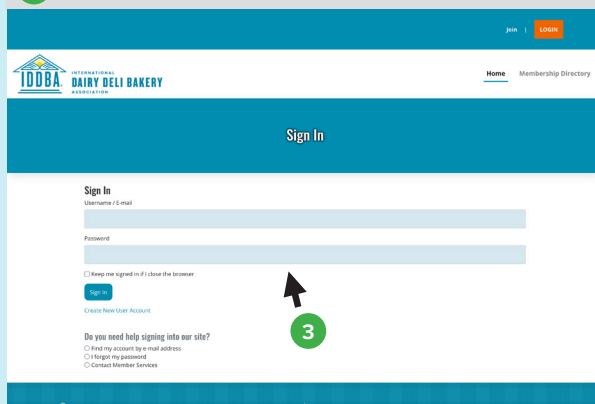 Join | LOGIN
IDDBA. INTERNATIONAL
DAIRY DELI BAKERY
ASSOCIATION
Home Membership Directory
Sign In
Sign In
Username / E-mail
Password
Keep me signed in if I close the browser
Sign In
Create New User Account
3
Do you need help signing into our site?
Find my account by e-mail address
I forgot my password
Contact Member Services